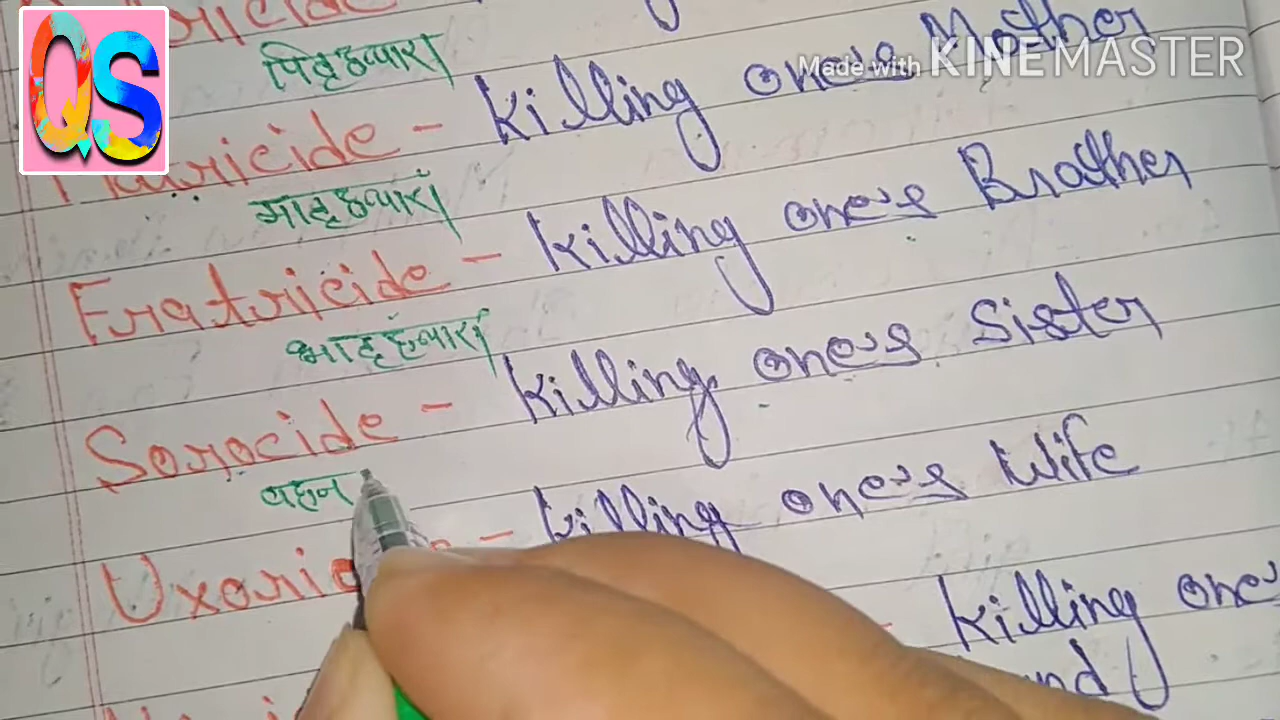 QS
Made with KINEMASTER
Killing one's Mother
पितृहत्यारा
Matricide - Killing one's Brother
मातृहत्यारा
Fratricide - Killing one's Sister
भातृहत्यारा
Sorocide - Killing one's Wife
बहन
Uxoric - Killing one